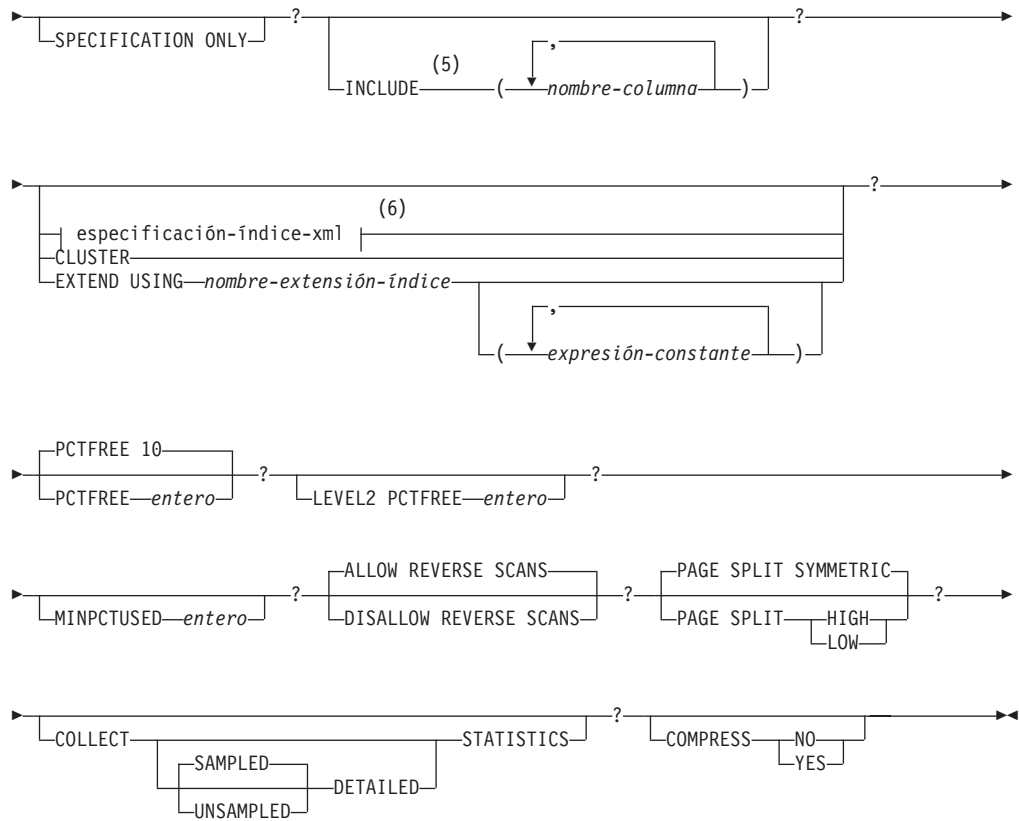 ? ? ?
SPECIFICATION ONLY ,
(5)
INCLUDE ( nombre-columna )
?
(6)
especificación-índice-xml
CLUSTER
EXTEND USING nombre-extensión-índice
,
( expresión-constante )
PCTFREE 10
? ?
PCTFREE entero LEVEL2 PCTFREE entero
ALLOW REVERSE SCANS PAGE SPLIT SYMMETRIC
? ? ?
MINPCTUSED entero DISALLOW REVERSE SCANS PAGE SPLIT HIGH
LOW
?
COLLECT STATISTICS COMPRESS NO
SAMPLED YES
DETAILED
UNSAMPLED